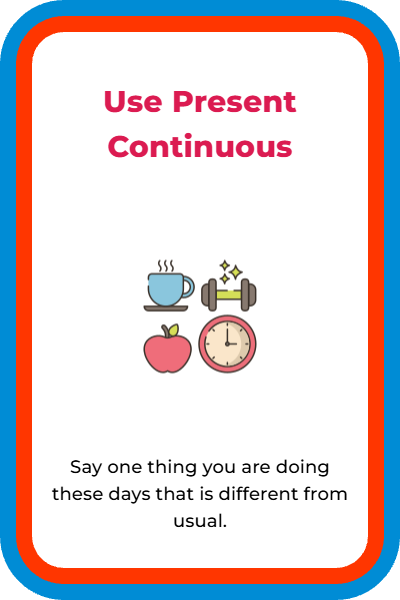 Use Present
Continuous
Say one thing you are doing
these days that is different from
usual.